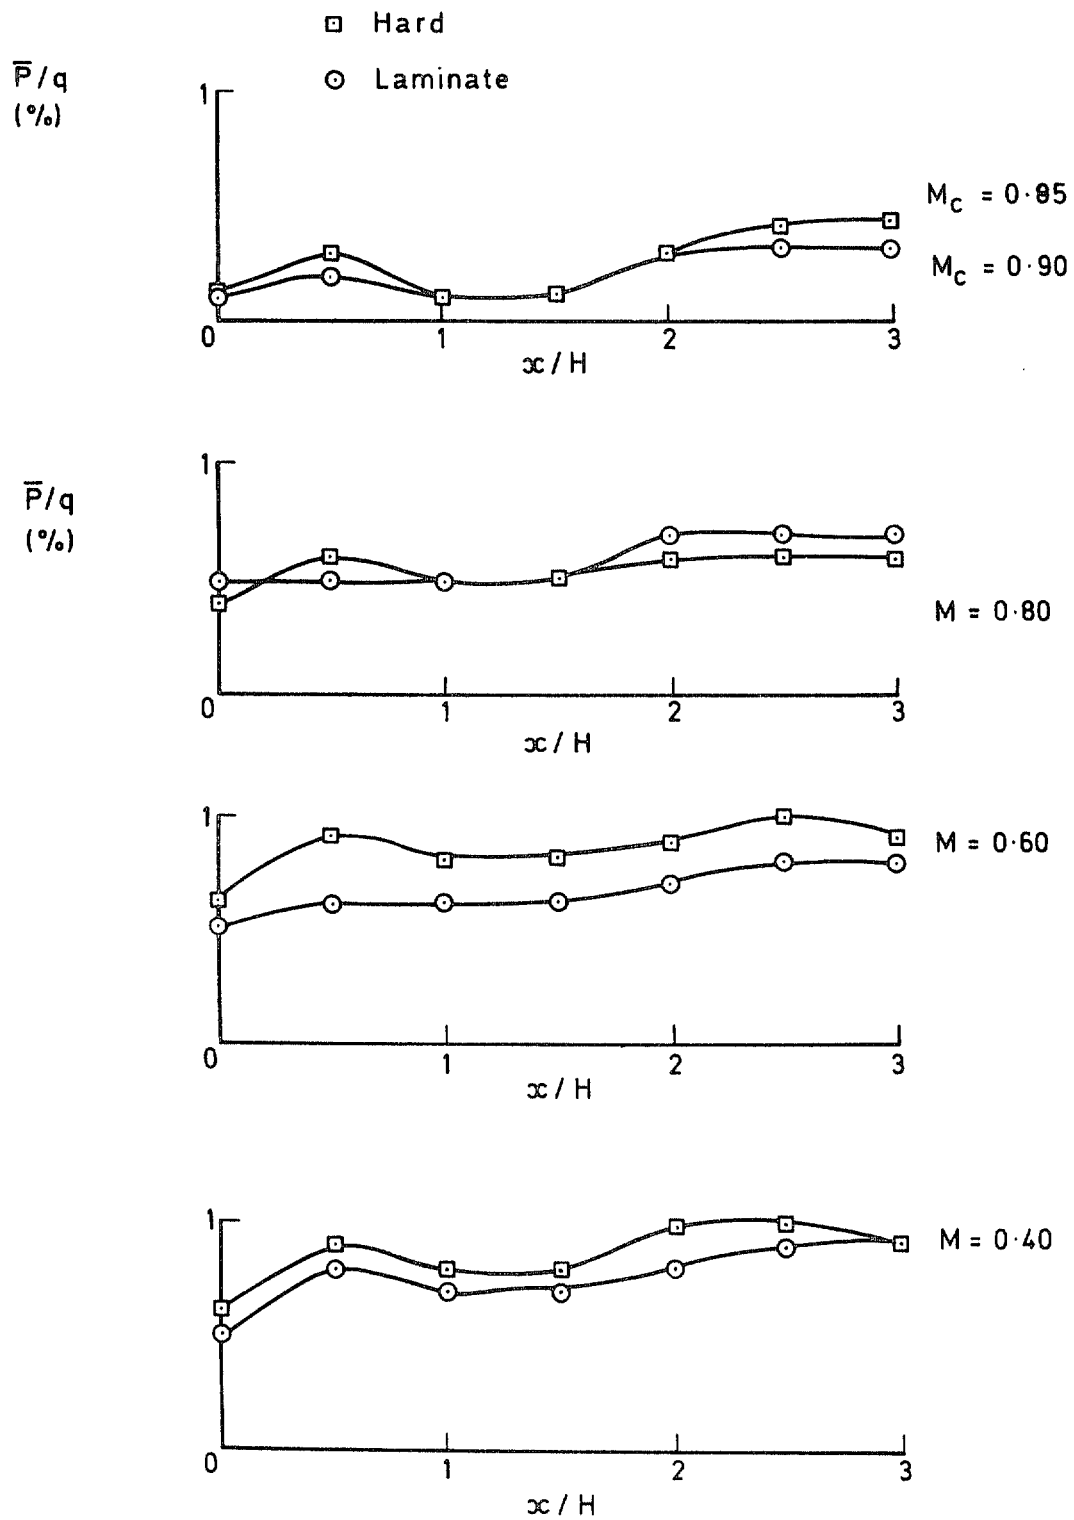 Hard
Laminate
P̅/q
(%)
1
M_c = 0·85
M_c = 0·90
0 1 2 3
x/H
1
P̅/q
(%)
M = 0·80
0 1 2 3
x/H
1
M = 0·60
0 1 2 3
x/H
1
M = 0·40
0 1 2 3
x/H